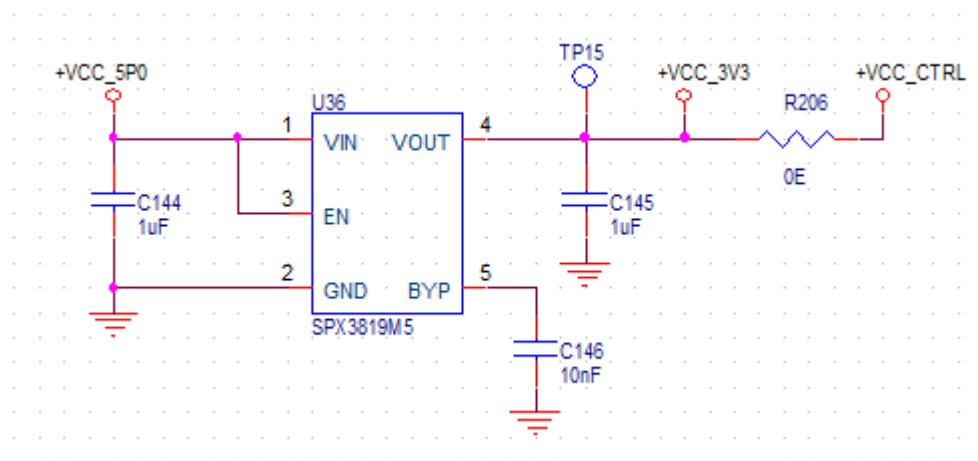 TP15
+VCC_5P0
+VCC_3V3
+VCC_CTRL
U36
R206
1
VIN
VOUT
4
0E
C144
1uF
3
EN
C145
1uF
2
GND
BYP
5
SPX3819M5
C146
10nF